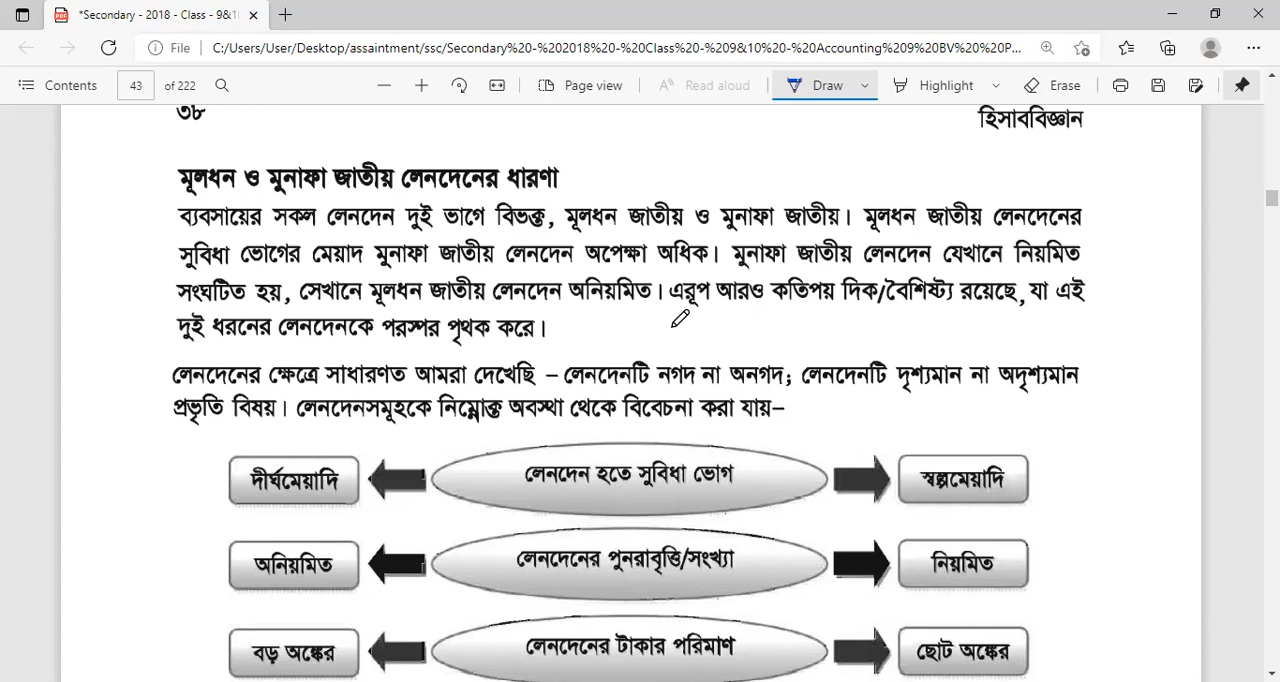 *Secondary - 2018 - Class - 9&1
File C:/Users/User/Desktop/assaintment/ssc/Secondary%20-%202018%20-%20Class%20-%209&10%20-%20Accounting%209%20BV%20%20P...
Contents 43 of 222 Page view Read aloud Draw Highlight Erase
৩৮ হিসাববিজ্ঞান
মূলধন ও মুনাফা জাতীয় লেনদেনের ধারণা
ব্যবসায়ের সকল লেনদেন দুই ভাগে বিভক্ত, মূলধন জাতীয় ও মুনাফা জাতীয়। মূলধন জাতীয় লেনদেনের
সুবিধা ভোগের মেয়াদ মুনাফা জাতীয় লেনদেন অপেক্ষা অধিক। মুনাফা জাতীয় লেনদেন যেখানে নিয়মিত
সংঘটিত হয়, সেখানে মূলধন জাতীয় লেনদেন অনিয়মিত। এরূপ আরও কতিপয় দিক/বৈশিষ্ট্য রয়েছে, যা এই
দুই ধরনের লেনদেনকে পরস্পর পৃথক করে।
লেনদেনের ক্ষেত্রে সাধারণত আমরা দেখেছি – লেনদেনটি নগদ না অনগদ; লেনদেনটি দৃশ্যমান না অদৃশ্যমান
প্রভৃতি বিষয়। লেনদেনসমূহকে নিম্নোক্ত অবস্থা থেকে বিবেচনা করা যায়–
দীর্ঘমেয়াদি লেনদেন হতে সুবিধা ভোগ স্বল্পমেয়াদি
অনিয়মিত লেনদেনের পুনরাবৃত্তি/সংখ্যা নিয়মিত
বড় অঙ্কের লেনদেনের টাকার পরিমাণ ছোট অঙ্কের